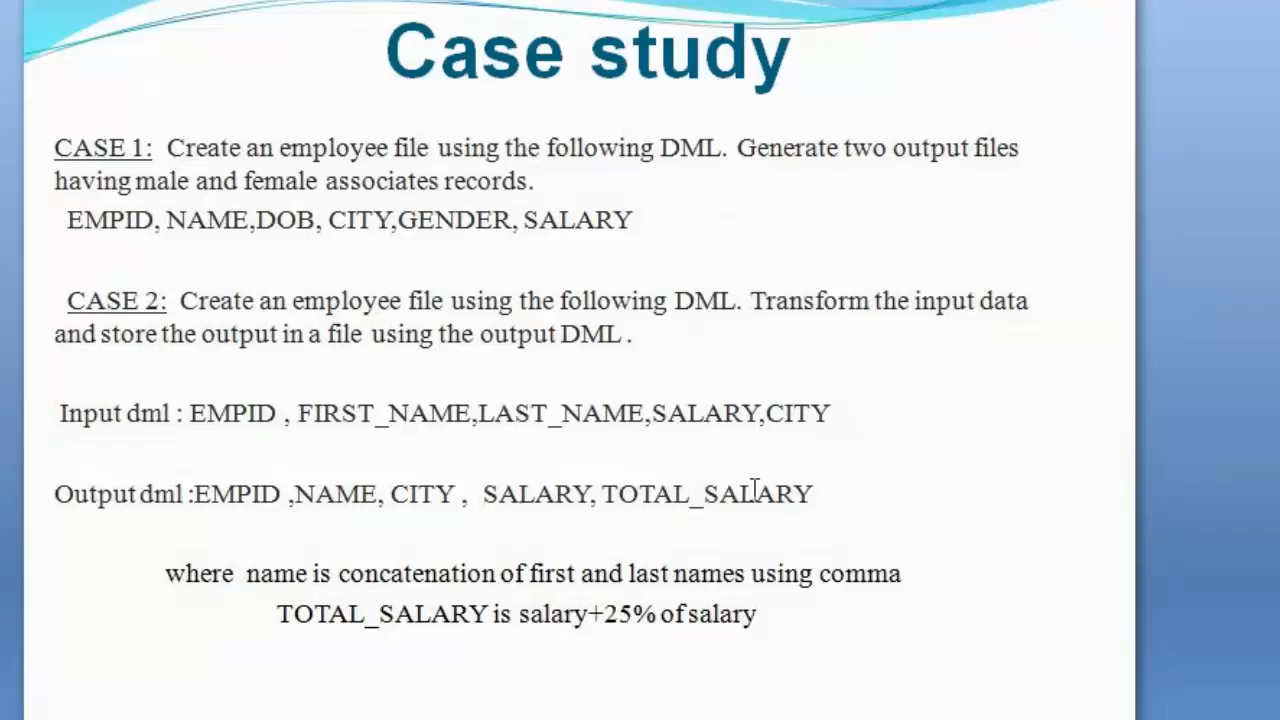 Case study
CASE 1: Create an employee file using the following DML. Generate two output files
having male and female associates records.
EMPID, NAME,DOB, CITY,GENDER, SALARY
CASE 2: Create an employee file using the following DML. Transform the input data
and store the output in a file using the output DML .
Input dml : EMPID , FIRST_NAME,LAST_NAME,SALARY,CITY
Output dml :EMPID ,NAME, CITY , SALARY, TOTAL_SALARY
where name is concatenation of first and last names using comma
TOTAL_SALARY is salary+25% of salary